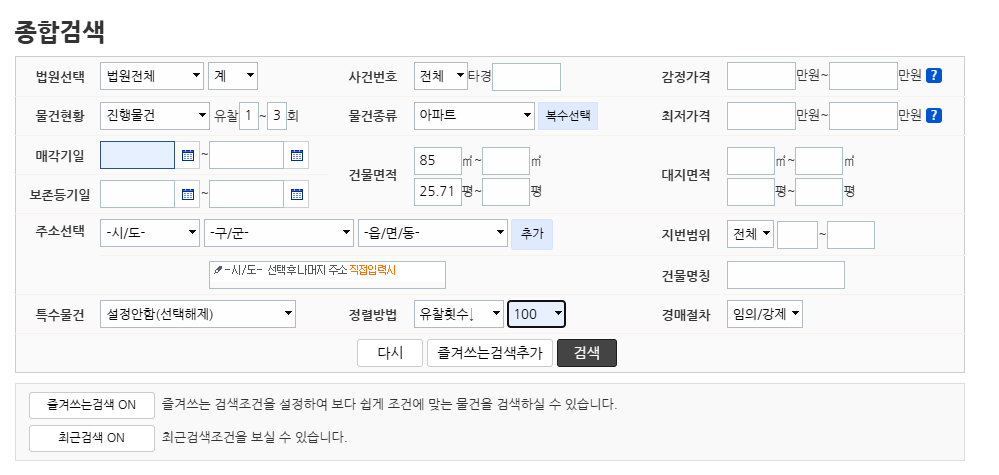 종합검색
법원선택 법원전체 계 사건번호 전체 타경 감정가격 만원~ 만원 ?
물건현황 진행물건 유찰 1 ~ 3 회 물건종류 아파트 복수선택 최저가격 만원~ 만원 ?
매각기일 ~ 건물면적 85 ㎡~ ㎡ 대지면적 ㎡~ ㎡
보존등기일 ~ 25.71 평~ 평 평~ 평
주소선택 -시/도- -구/군- -읍/면/동- 추가 지번범위 전체 ~
-시/도- 선택후 나머지 주소 직접입력시 건물명칭
특수물건 설정안함(선택해제) 정렬방법 유찰횟수↓ 100 경매절차 임의/강제
다시 즐겨쓰는검색추가 검색
즐겨쓰는검색 ON 즐겨쓰는 검색조건을 설정하여 보다 쉽게 조건에 맞는 물건을 검색하실 수 있습니다.
최근검색 ON 최근검색조건을 보실 수 있습니다.